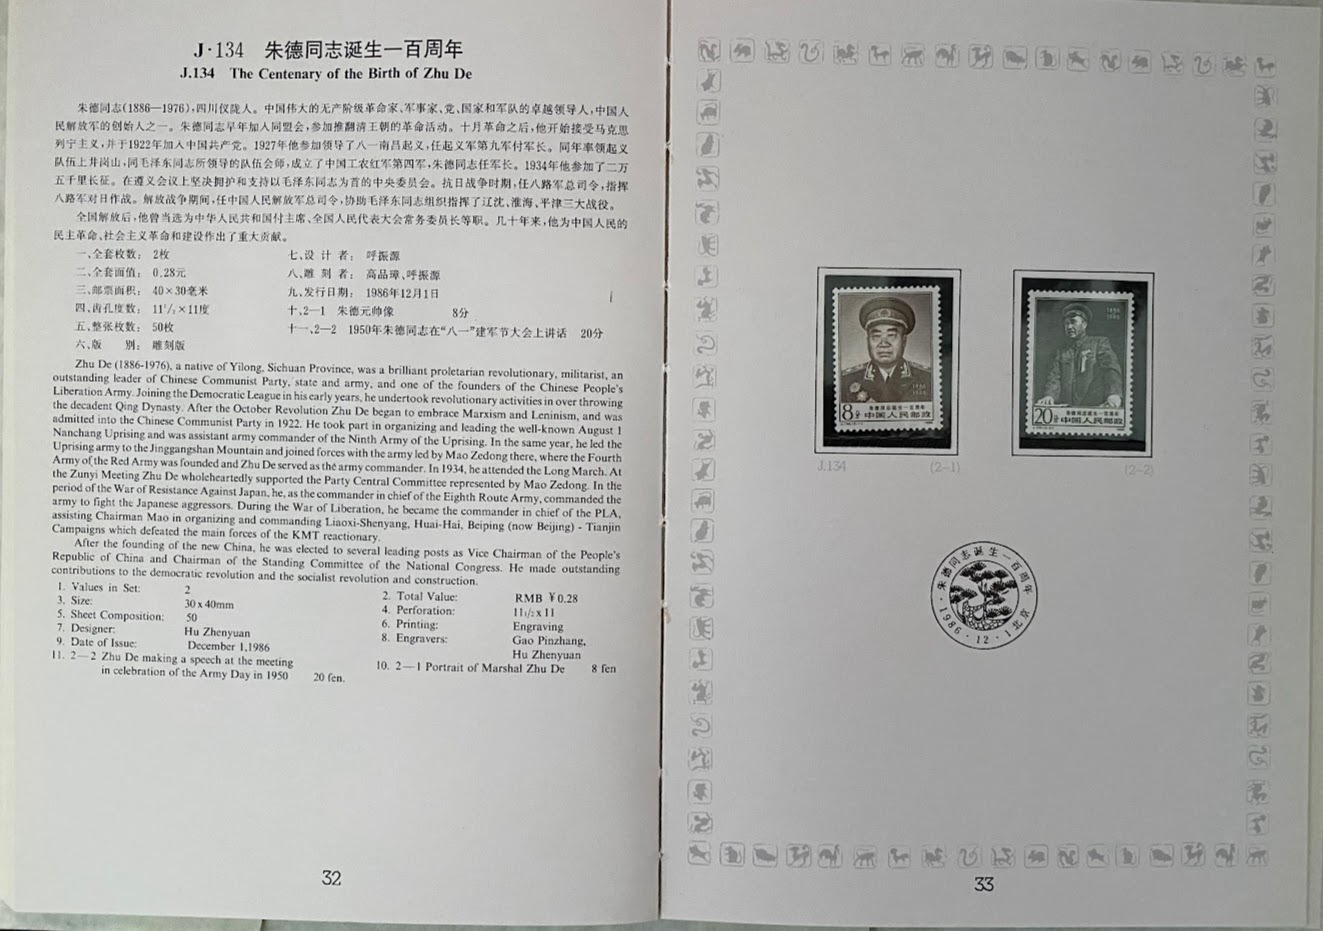 J·134 朱德同志诞生一百周年
J.134 The Centenary of the Birth of Zhu De
朱德同志(1886—1976),四川仪陇人。中国伟大的无产阶级革命家、军事家,党、国家和军队的卓越领导人,中国人
民解放军的创始人之一。朱德同志早年加入同盟会,参加推翻清王朝的革命活动。十月革命之后,他开始接受马克思
列宁主义,并于1922年加入中国共产党。1927年他参加领导了八一南昌起义,任起义军第九军付军长。同年率领起义
队伍上井岗山,同毛泽东同志所领导的队伍会师,成立了中国工农红军第四军,朱德同志任军长。1934年他参加了二万
五千里长征。在遵义会议上坚决拥护和支持以毛泽东同志为首的中央委员会。抗日战争时期,任八路军总司令,指挥
八路军对日作战。解放战争期间,任中国人民解放军总司令,协助毛泽东同志组织指挥了辽沈、淮海、平津三大战役。
全国解放后,他曾当选为中华人民共和国付主席、全国人民代表大会常务委员长等职。几十年来,他为中国人民的
民主革命、社会主义革命和建设作出了重大贡献。
一、全套枚数: 2枚 七、设 计 者: 呼振源
二、全套面值: 0.28元 八、雕 刻 者: 高品璋、呼振源
三、邮票面积: 40×30毫米 九、发行日期: 1986年12月1日
四、齿孔度数: 11¹/₂×11度 十、2—1 朱德元帅像 8分
五、整张枚数: 50枚 十一、2—2 1950年朱德同志在“八一”建军节大会上讲话 20分
六、版 别: 雕刻版
Zhu De (1886-1976), a native of Yilong, Sichuan Province, was a brilliant proletarian revolutionary, militarist, an
outstanding leader of Chinese Communist Party, state and army, and one of the founders of the Chinese People's
Liberation Army. Joining the Democratic League in his early years, he undertook revolutionary activities in over throwing
the decadent Qing Dynasty. After the October Revolution Zhu De began to embrace Marxism and Leninism, and was
admitted into the Chinese Communist Party in 1922. He took part in organizing and leading the well-known August 1
Nanchang Uprising and was assistant army commander of the Ninth Army of the Uprising. In the same year, he led the
Uprising army to the Jinggangshan Mountain and joined forces with the army led by Mao Zedong there, where the Fourth
Army of the Red Army was founded and Zhu De served as the army commander. In 1934, he attended the Long March. At
the Zunyi Meeting Zhu De wholeheartedly supported the Party Central Committee represented by Mao Zedong. In the
period of the War of Resistance Against Japan, he, as the commander in chief of the Eighth Route Army, commanded the
army to fight the Japanese aggressors. During the War of Liberation, he became the commander in chief of the PLA,
assisting Chairman Mao in organizing and commanding Liaoxi-Shenyang, Huai-Hai, Beiping (now Beijing) - Tianjin
Campaigns which defeated the main forces of the KMT reactionary.
After the founding of the new China, he was elected to several leading posts as Vice Chairman of the People's
Republic of China and Chairman of the Standing Committee of the National Congress. He made outstanding
contributions to the democratic revolution and the socialist revolution and construction.
1. Values in Set: 2 2. Total Value: RMB ¥0.28
3. Size: 30x40mm 4. Perforation: 11₁/₂ x 11
5. Sheet Composition: 50 6. Printing: Engraving
7. Designer: Hu Zhenyuan 8. Engravers: Gao Pinzhang,
Hu Zhenyuan
9. Date of Issue: December 1,1986
10. 2—1 Portrait of Marshal Zhu De 8 fen
11. 2—2 Zhu De making a speech at the meeting
in celebration of the Army Day in 1950 20 fen.
32
1886
1986
8分
朱德同志诞生一百周年
中国人民邮政
J.134 (2-1)
1886
1986
20分
朱德同志诞生一百周年
中国人民邮政
(2-2)
朱德同志诞生一百周年
1986·12·1北京
33